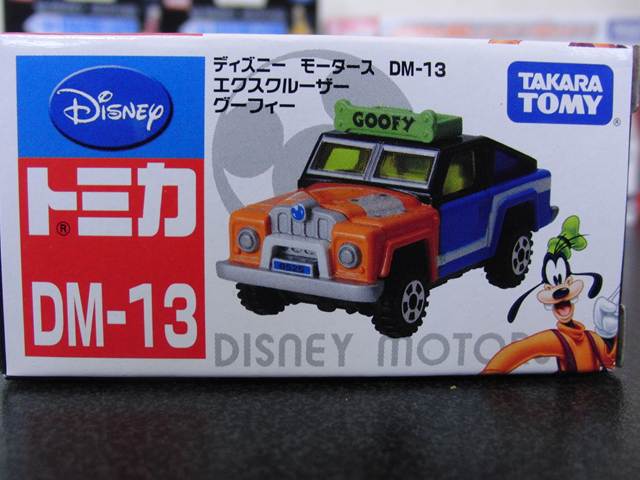 Disney
ディズニー モータース DM-13
エクスクルーザー
グーフィー
TAKARA
TOMY®
トミカ®
DM-13
GOOFY
DISNEY MOTORS